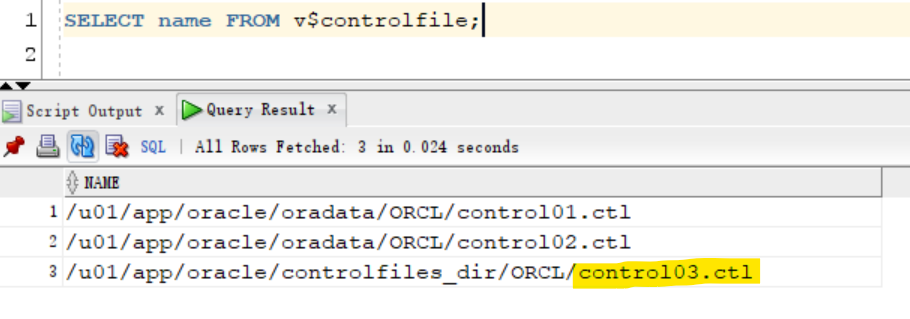 1 SELECT name FROM v$controlfile;
2
Script Output x Query Result x
SQL | All Rows Fetched: 3 in 0.024 seconds
NAME
1 /u01/app/oracle/oradata/ORCL/control01.ctl
2 /u01/app/oracle/oradata/ORCL/control02.ctl
3 /u01/app/oracle/controlfiles_dir/ORCL/control03.ctl